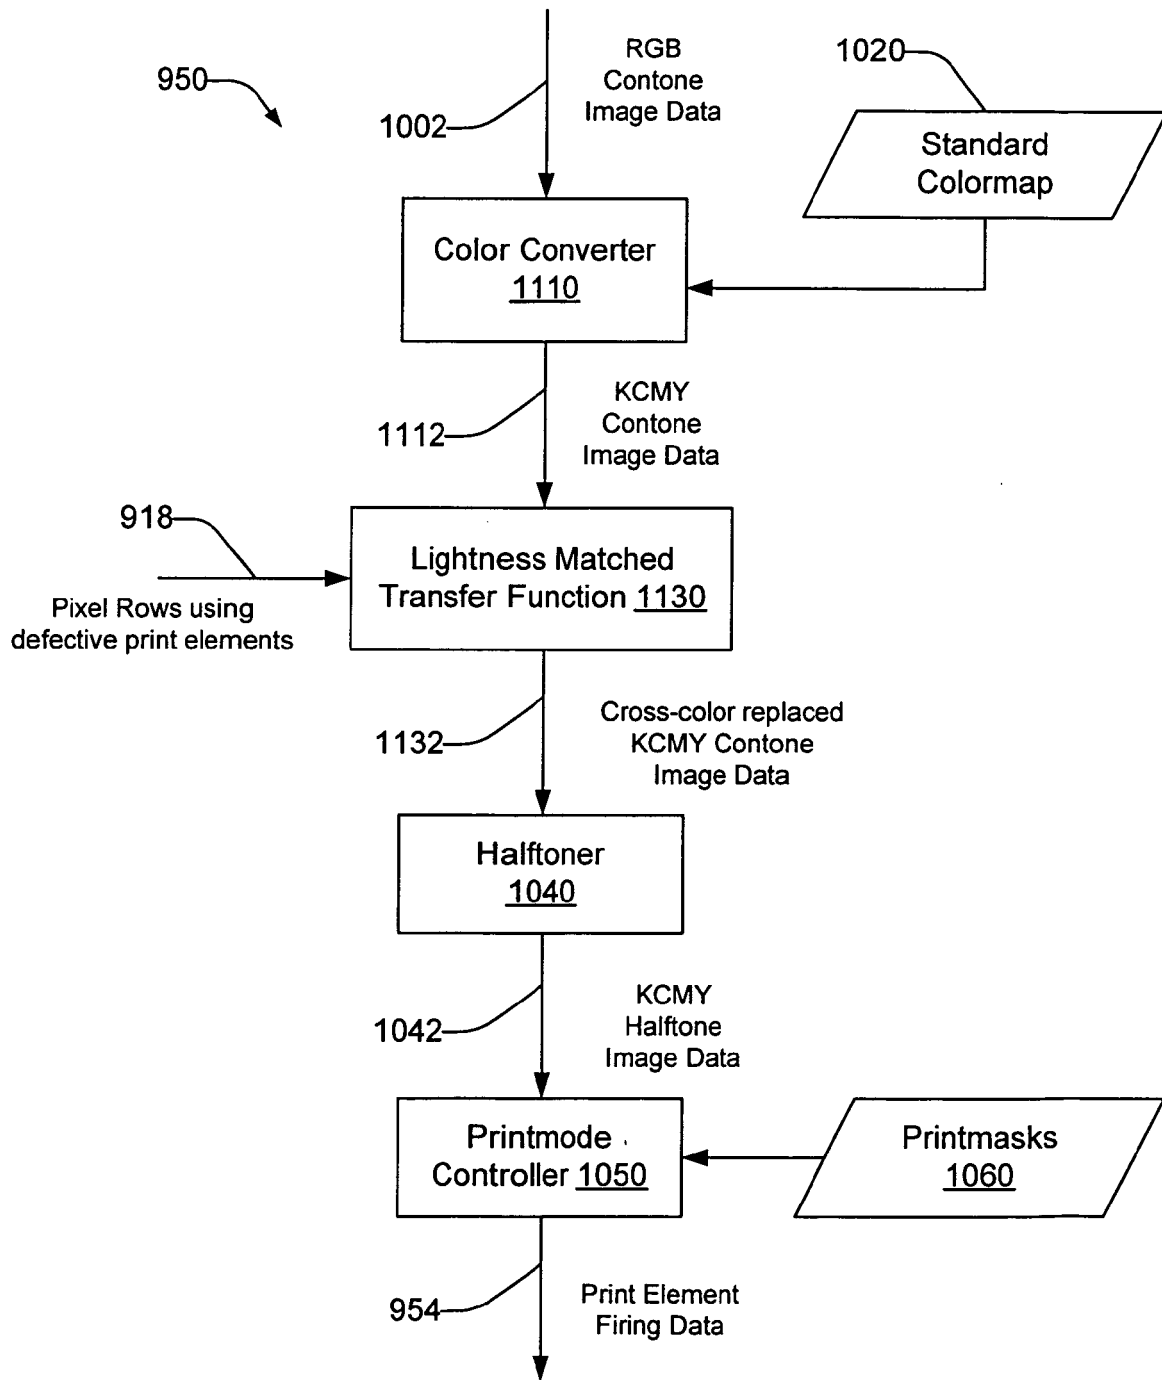 950
1002
RGB
Contone
Image Data
1020
Standard
Colormap
Color Converter
1110
1112
KCMY
Contone
Image Data
918
Pixel Rows using
defective print elements
Lightness Matched
Transfer Function 1130
1132
Cross-color replaced
KCMY Contone
Image Data
Halftoner
1040
1042
KCMY
Halftone
Image Data
Printmode
Controller 1050
Printmasks
1060
954
Print Element
Firing Data